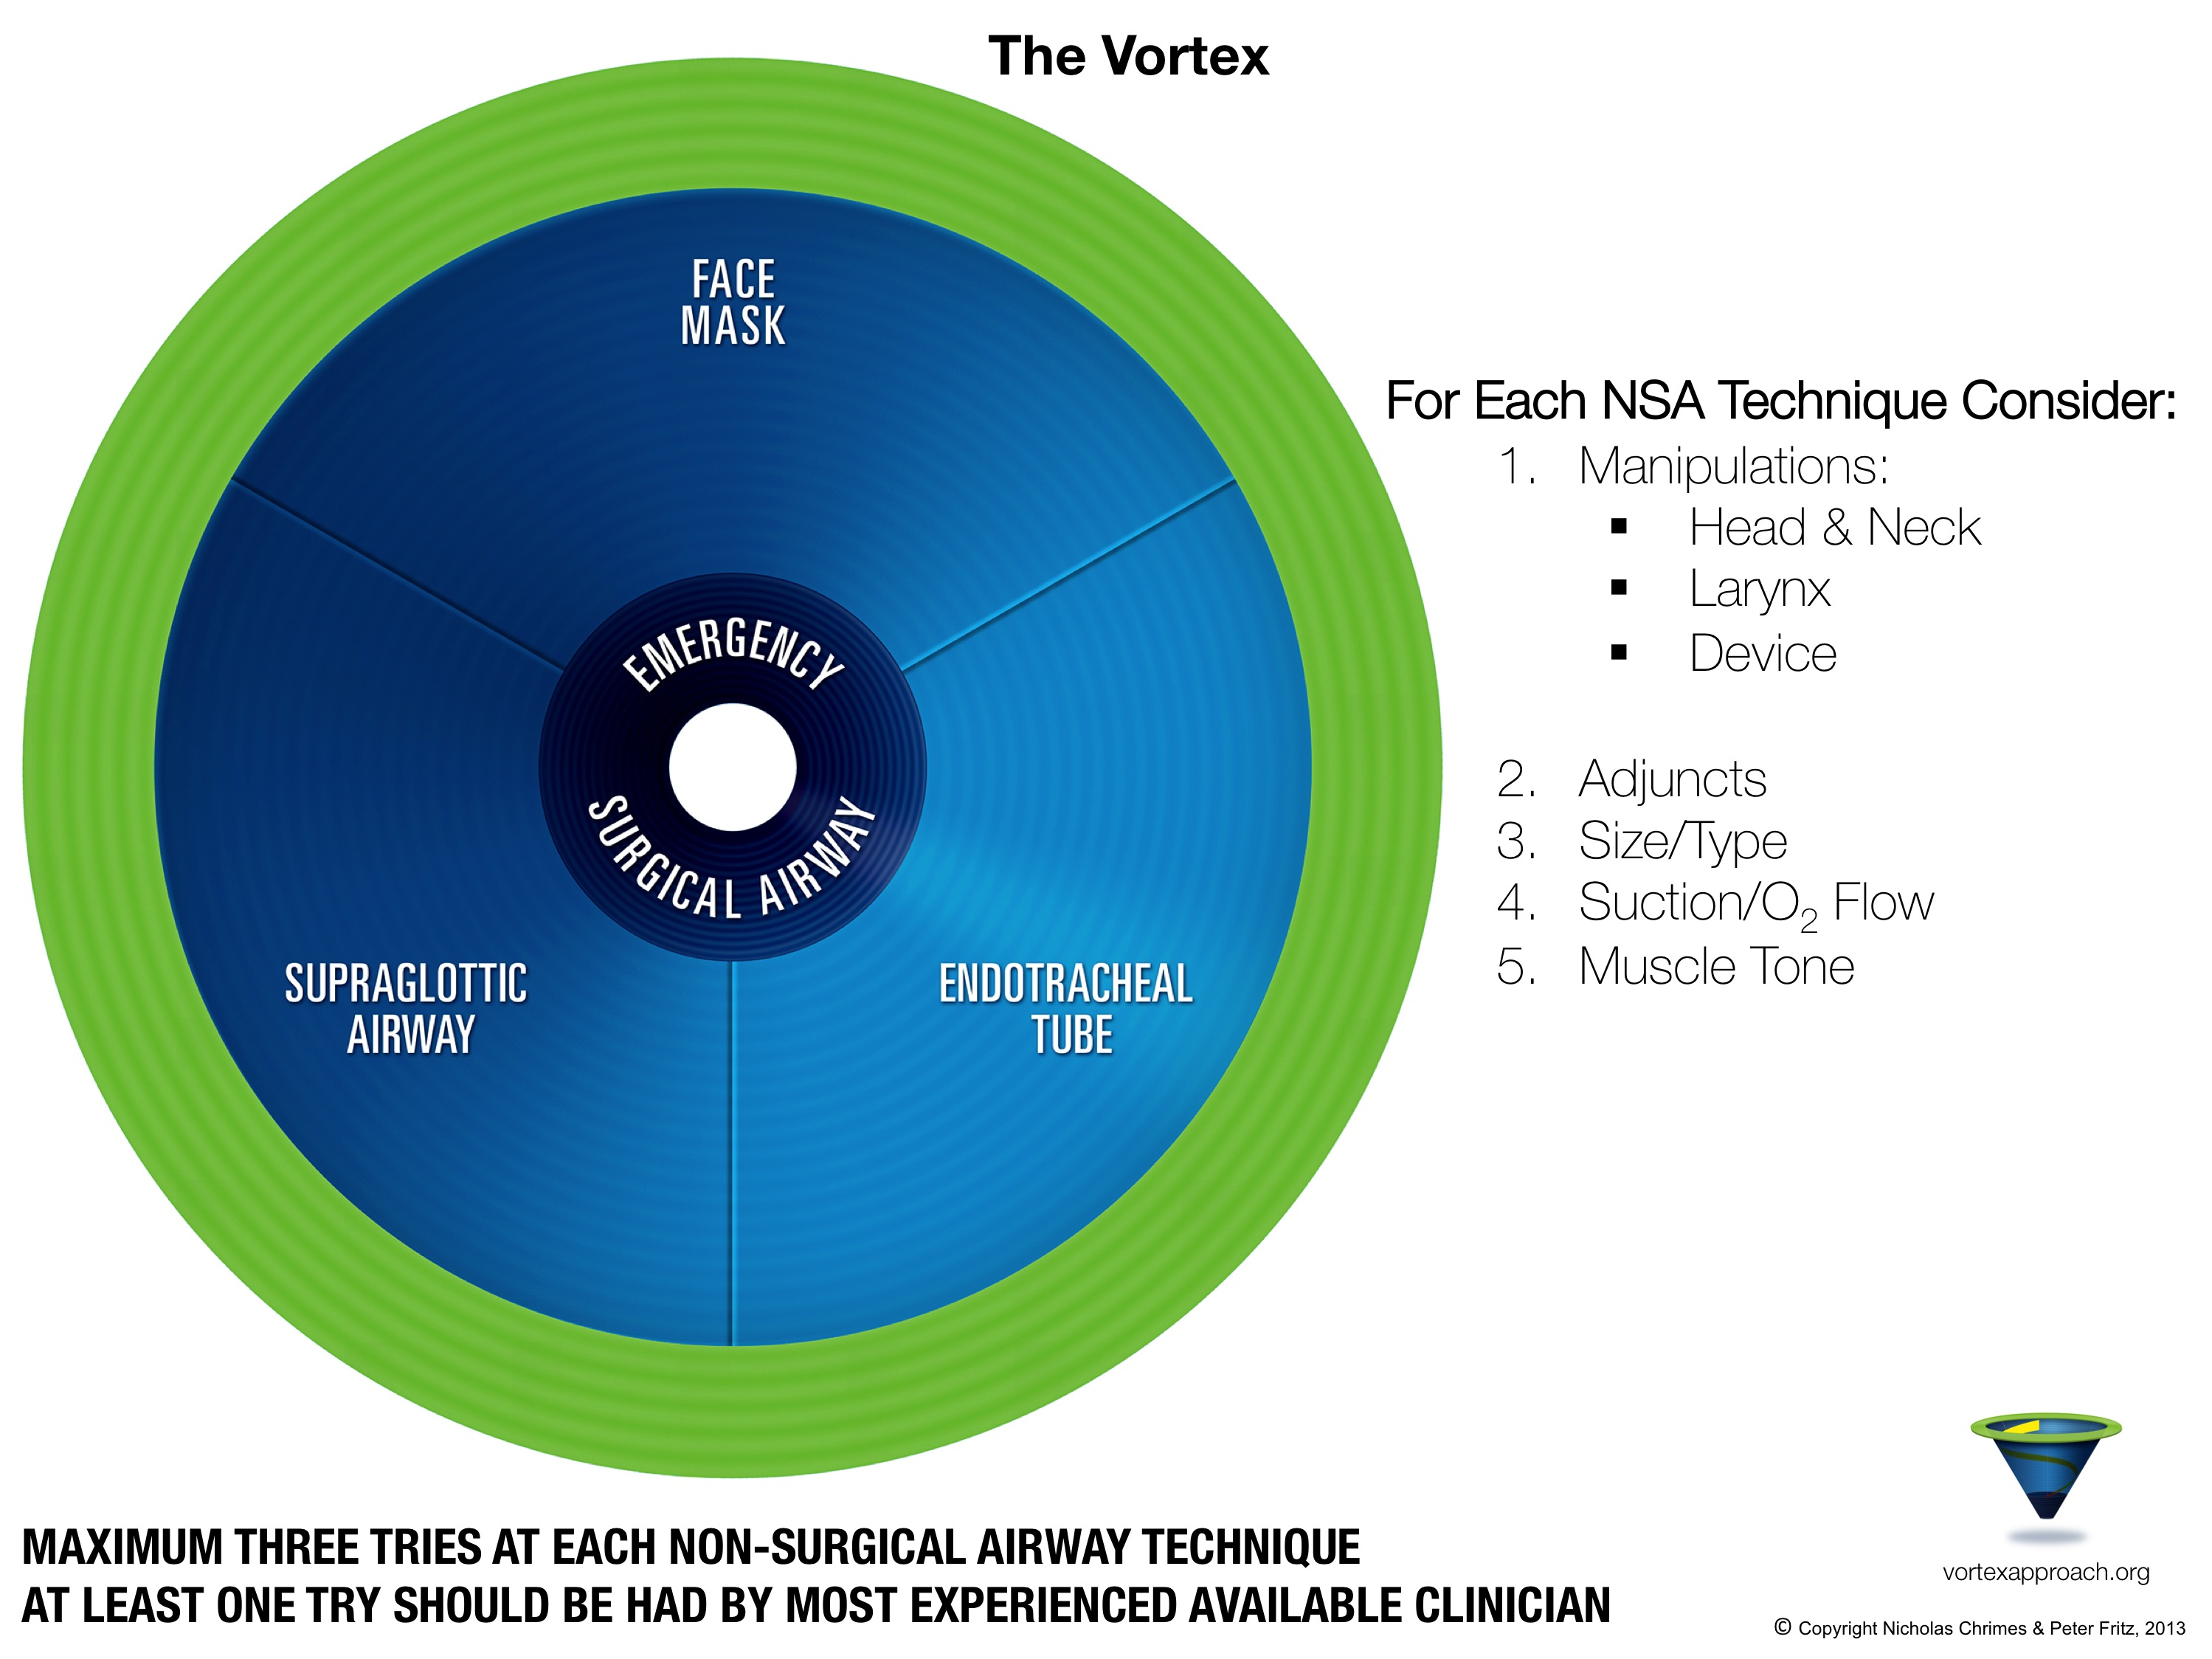 The Vortex
FACE
MASK
EMERGENCY
SURGICAL AIRWAY
SUPRAGLOTTIC
AIRWAY
ENDOTRACHEAL
TUBE
For Each NSA Technique Consider:
1. Manipulations:
▪ Head & Neck
▪ Larynx
▪ Device
2. Adjuncts
3. Size/Type
4. Suction/O₂ Flow
5. Muscle Tone
MAXIMUM THREE TRIES AT EACH NON-SURGICAL AIRWAY TECHNIQUE
AT LEAST ONE TRY SHOULD BE HAD BY MOST EXPERIENCED AVAILABLE CLINICIAN
vortexapproach.org
© Copyright Nicholas Chrimes & Peter Fritz, 2013